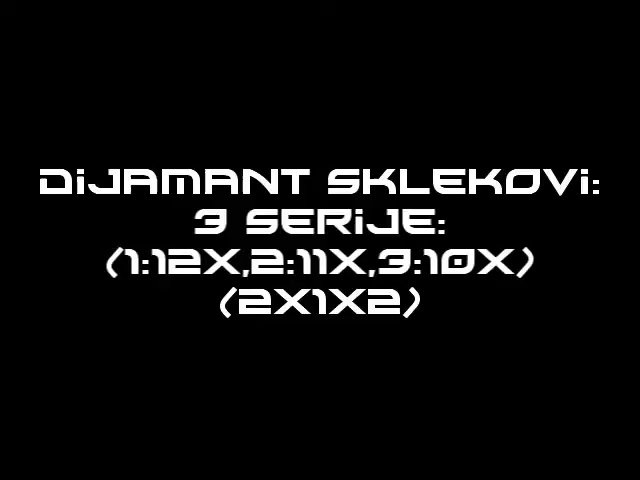 DIJAMANT SKLEKOVI:
3 SERIJE:
(1:12X,2:11X,3:10X)
(2X1X2)